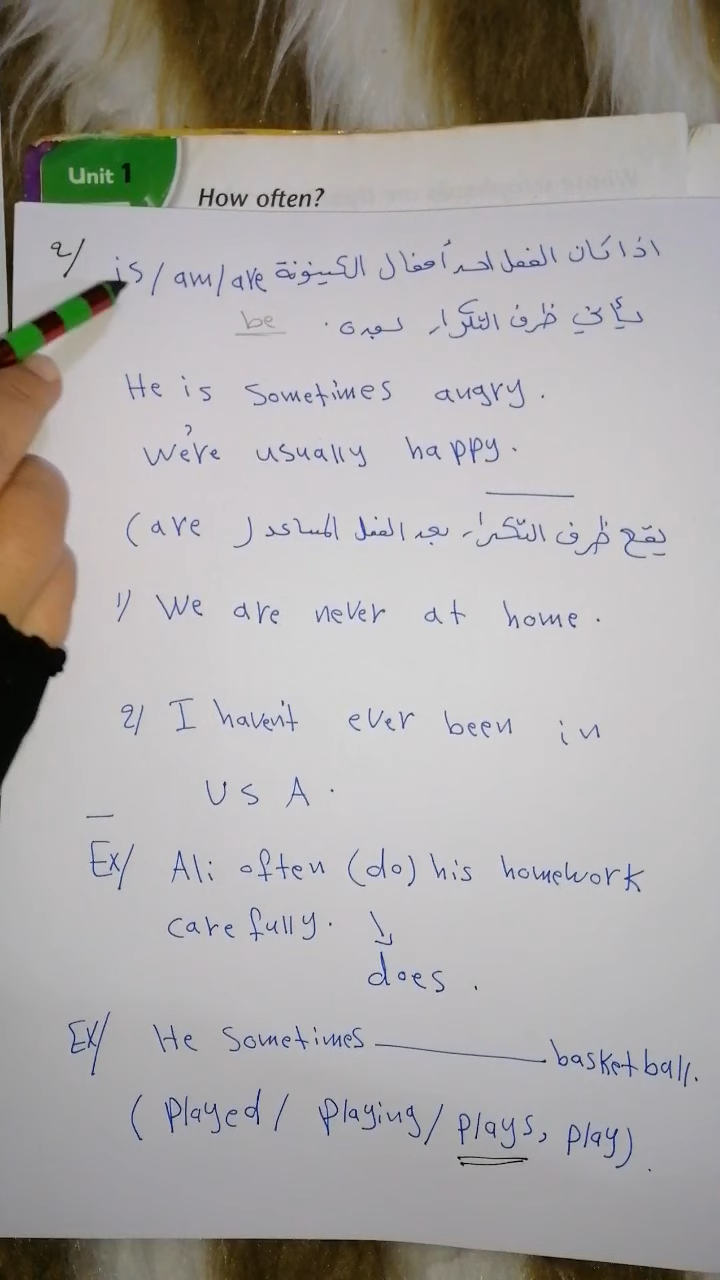 Unit 1
How often?
2/ is/am/are اذا كان الفعل احد أفعال الكينونة
يأتي ظرف التكرار بعدة. be
He is Sometimes angry.
We're usually happy.
يقع ظرف التكرار بعد الفعل المساعد (are)
1/ We are never at home.
2/ I haven't ever been in
USA.
Ex/ Ali often (do) his homework
carefully. ↘
does.
EX/ He Sometimes ______ basketball.
(played/ playing/ plays, play).